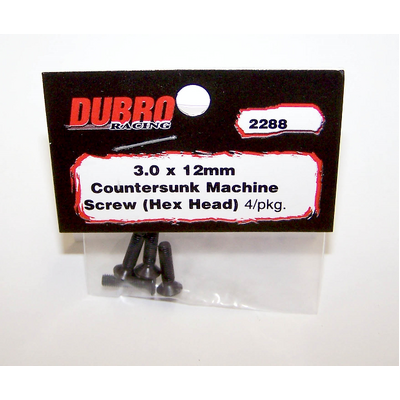 DUBRO
RACING
2288
3.0 x 12mm
Countersunk Machine
Screw (Hex Head) 4/pkg.